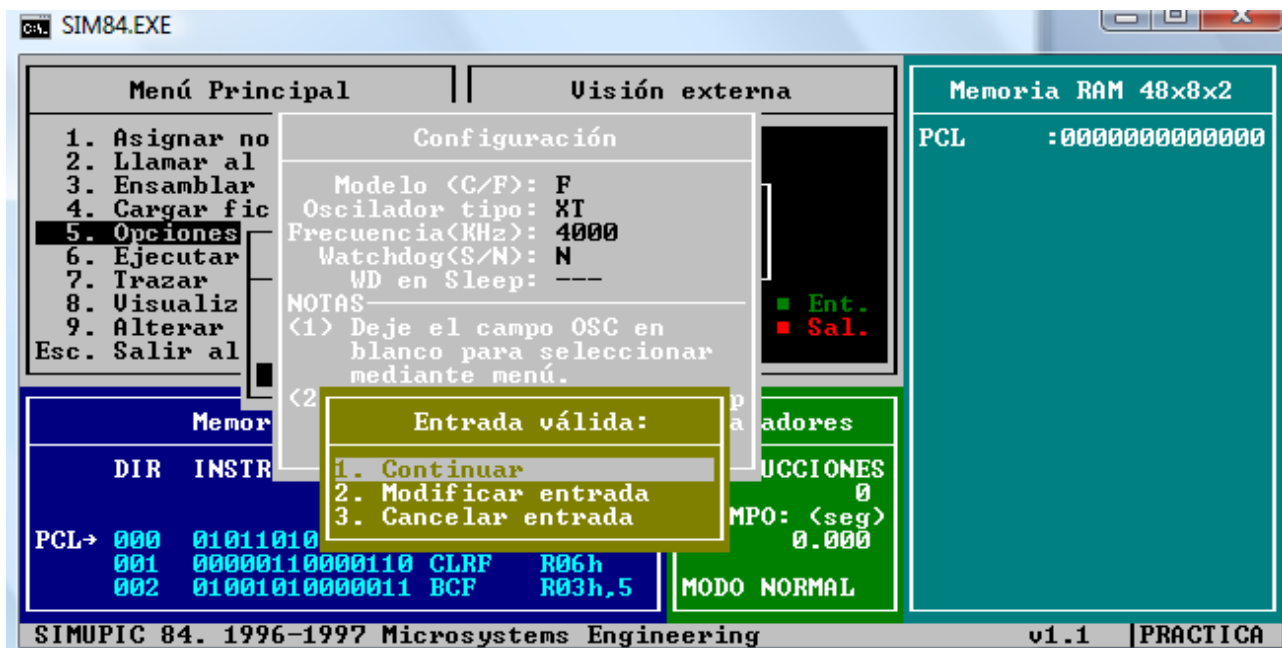 SIM84.EXE
Menú Principal
Visión externa
1. Asignar no
2. Llamar al
3. Ensamblar
4. Cargar fic
5. Opciones
6. Ejecutar
7. Trazar
8. Visualiz
9. Alterar
Esc. Salir al
Configuración
Modelo (C/F): F
Oscilador tipo: XT
Frecuencia(KHz): 4000
Watchdog(S/N): N
WD en Sleep: ---
NOTAS
(1) Deje el campo OSC en
blanco para seleccionar
mediante menú.
(2
p
a
Ent.
Sal.
Entrada válida:
1. Continuar
2. Modificar entrada
3. Cancelar entrada
Memor
DIR INSTR
PCL→ 000 01011010
001 00000110000110 CLRF R06h
002 01001010000011 BCF R03h,5
adores
UCCIONES
0
MPO: (seg)
0.000
MODO NORMAL
Memoria RAM 48x8x2
PCL :0000000000000
SIMUPIC 84. 1996-1997 Microsystems Engineering v1.1 |PRACTICA